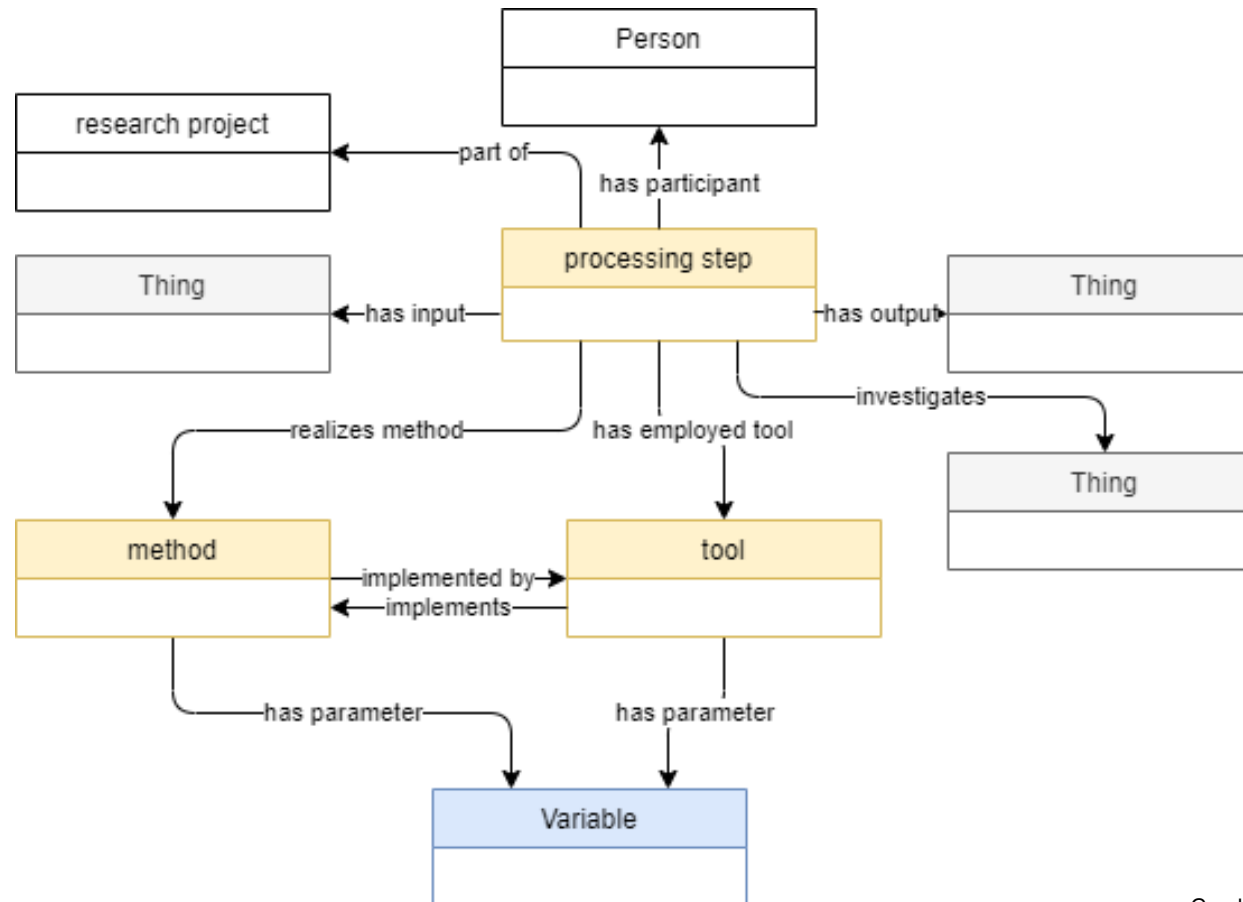 Person
research project
part of
has participant
processing step
Thing
Thing
has input
has output
investigates
realizes method
has employed tool
Thing
method
tool
implemented by
implements
has parameter
has parameter
Variable